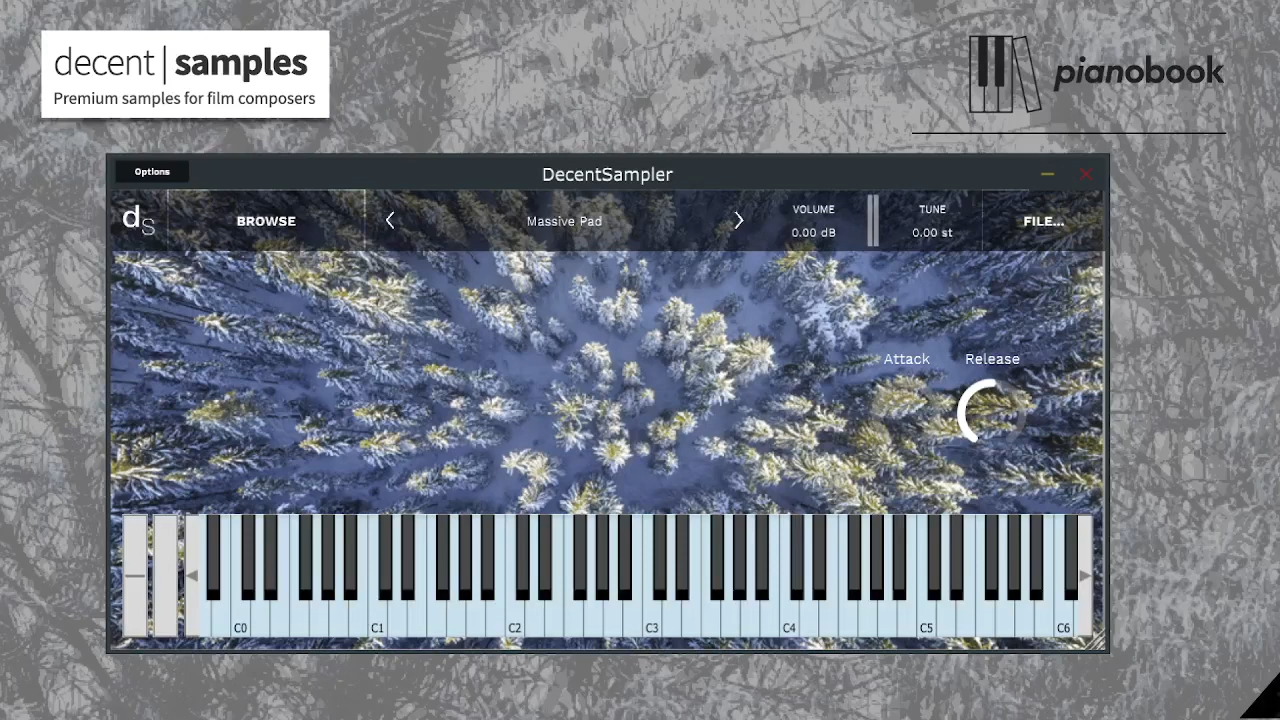 decent | samples
Premium samples for film composers
pianobook
Options
DecentSampler
ds
BROWSE
Massive Pad
VOLUME
0.00 dB
TUNE
0.00 st
FILE...
Attack
Release
C0
C1
C2
C3
C4
C5
C6